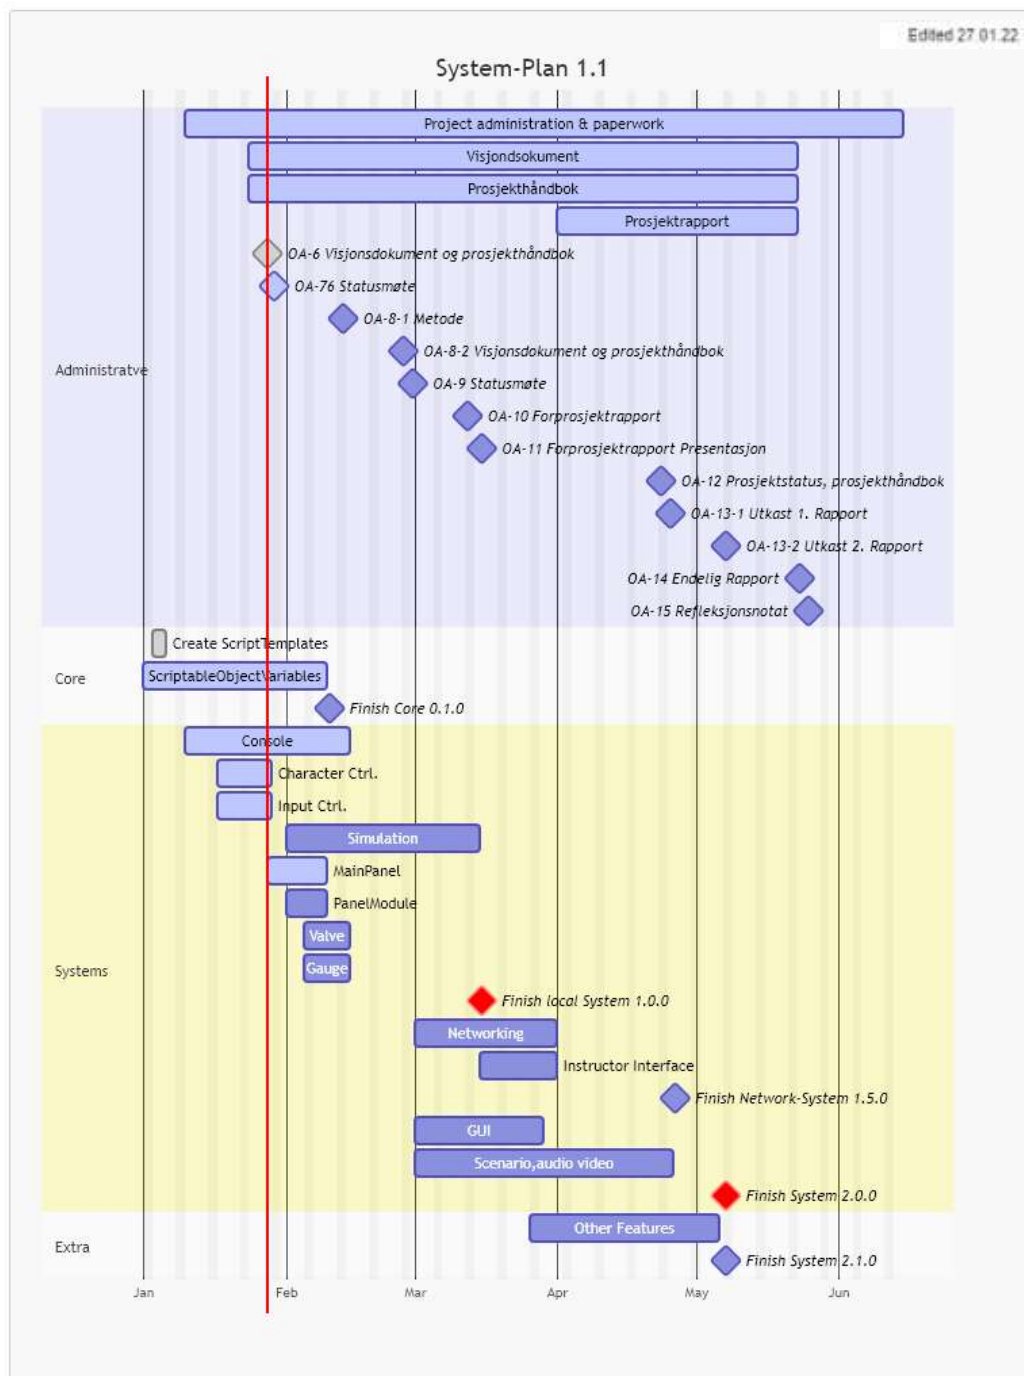 Edited 27.01.22
System-Plan 1.1
Project administration & paperwork
Visjondsokument
Prosjekthåndbok
Prosjektrapport
OA-6 Visjonsdokument og prosjekthåndbok
OA-76 Statusmøte
OA-8-1 Metode
OA-8-2 Visjonsdokument og prosjekthåndbok
Administratve
OA-9 Statusmøte
OA-10 Forprosjektrapport
OA-11 Forprosjektrapport Presentasjon
OA-12 Prosjektstatus, prosjekthåndbok
OA-13-1 Utkast 1. Rapport
OA-13-2 Utkast 2. Rapport
OA-14 Endelig Rapport
OA-15 Refleksjonsnotat
Create ScriptTemplates
Core
ScriptableObjectVariables
Finish Core 0.1.0
Console
Character Ctrl.
Input Ctrl.
Simulation
MainPanel
PanelModule
Valve
Gauge
Systems
Finish local System 1.0.0
Networking
Instructor Interface
Finish Network-System 1.5.0
GUI
Scenario,audio video
Finish System 2.0.0
Other Features
Extra
Finish System 2.1.0
Jan Feb Mar Apr May Jun